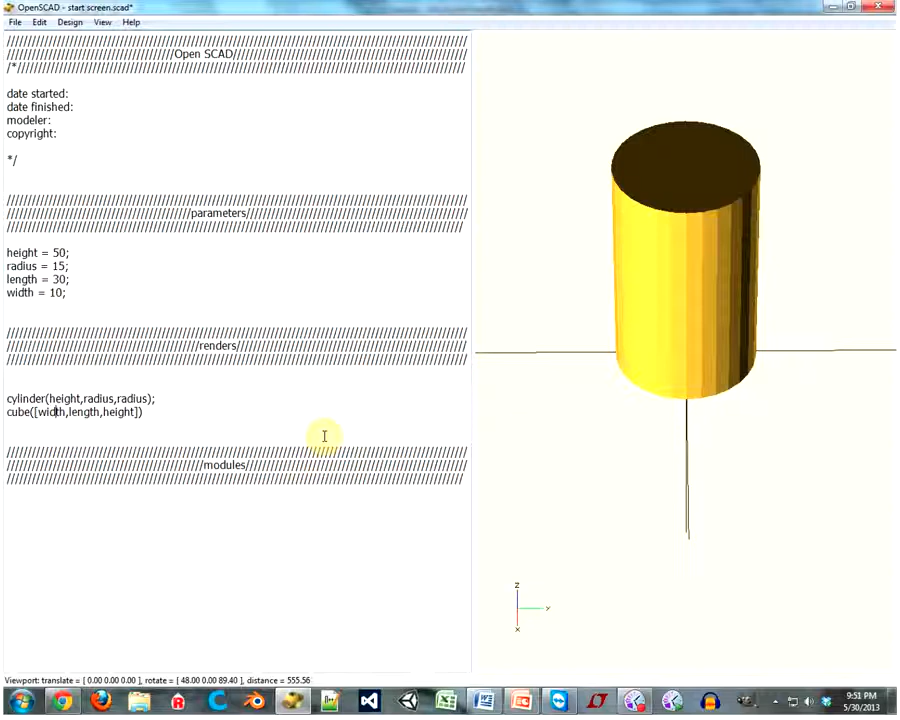 OpenSCAD - start screen.scad*
File Edit Design View Help
//////////////////////////////////////////////////////////////////////////////////////////////////////////////
////////////////////////////////////////Open SCAD////////////////////////////////////////////////////////
/*///////////////////////////////////////////////////////////////////////////////////////////////////////////
date started:
date finished:
modeler:
copyright:
*/
//////////////////////////////////////////////////////////////////////////////////////////////////////////////
////////////////////////////////////////////parameters/////////////////////////////////////////////////////
/////////////////////////////////////////////////////////////////////////////////////////////////////////////
height = 50;
radius = 15;
length = 30;
width = 10;
//////////////////////////////////////////////////////////////////////////////////////////////////////////////
//////////////////////////////////////////////renders///////////////////////////////////////////////////////
//////////////////////////////////////////////////////////////////////////////////////////////////////////////
cylinder(height,radius,radius);
cube([width,length,height])
//////////////////////////////////////////////////////////////////////////////////////////////////////////////
///////////////////////////////////////////////modules/////////////////////////////////////////////////////
/////////////////////////////////////////////////////////////////////////////////////////////////////////////
Z
Y
X
Viewport: translate = [ 0.00 0.00 0.00 ], rotate = [ 48.00 0.00 89.40 ], distance = 555.56
9:51 PM
5/30/2013